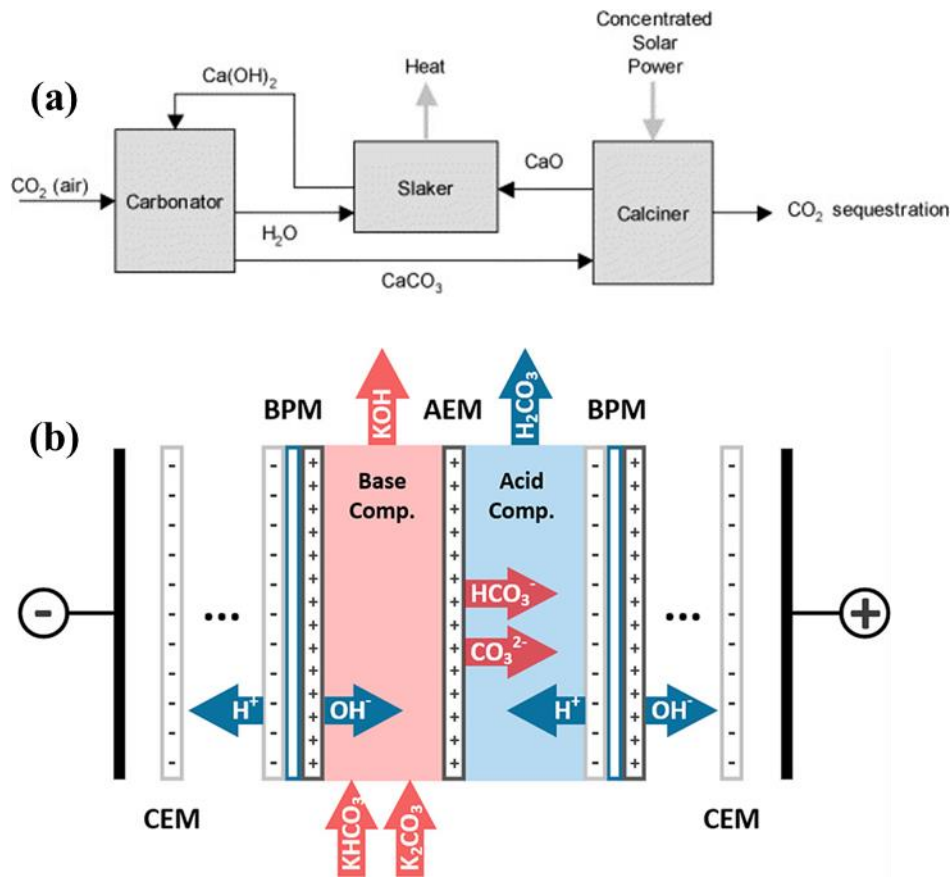 (a)
Concentrated
Solar
Power
Heat
Ca(OH)₂
CO₂ (air)
Carbonator
Slaker
CaO
Calciner
CO₂ sequestration
H₂O
CaCO₃
(b)
BPM
KOH
AEM
H₂CO₃
BPM
Base
Comp.
Acid
Comp.
HCO₃⁻
...
...
CO₃²⁻
-
+
H⁺
OH⁻
H⁺
OH⁻
CEM
KHCO₃
K₂CO₃
CEM